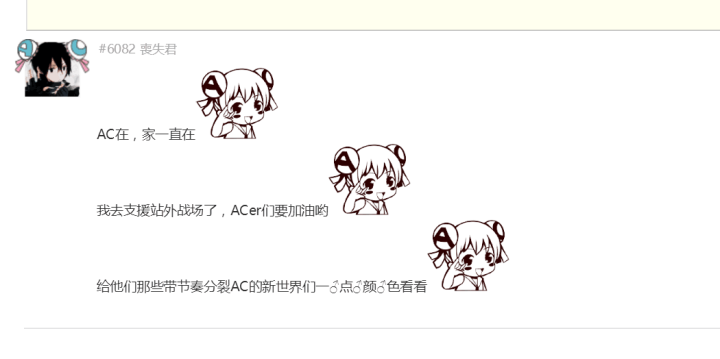 #6082 喪失君
AC在，家一直在
我去支援站外战场了，ACer们要加油哟
给他们那些带节奏分裂AC的新世界们一♂点♂颜♂色看看